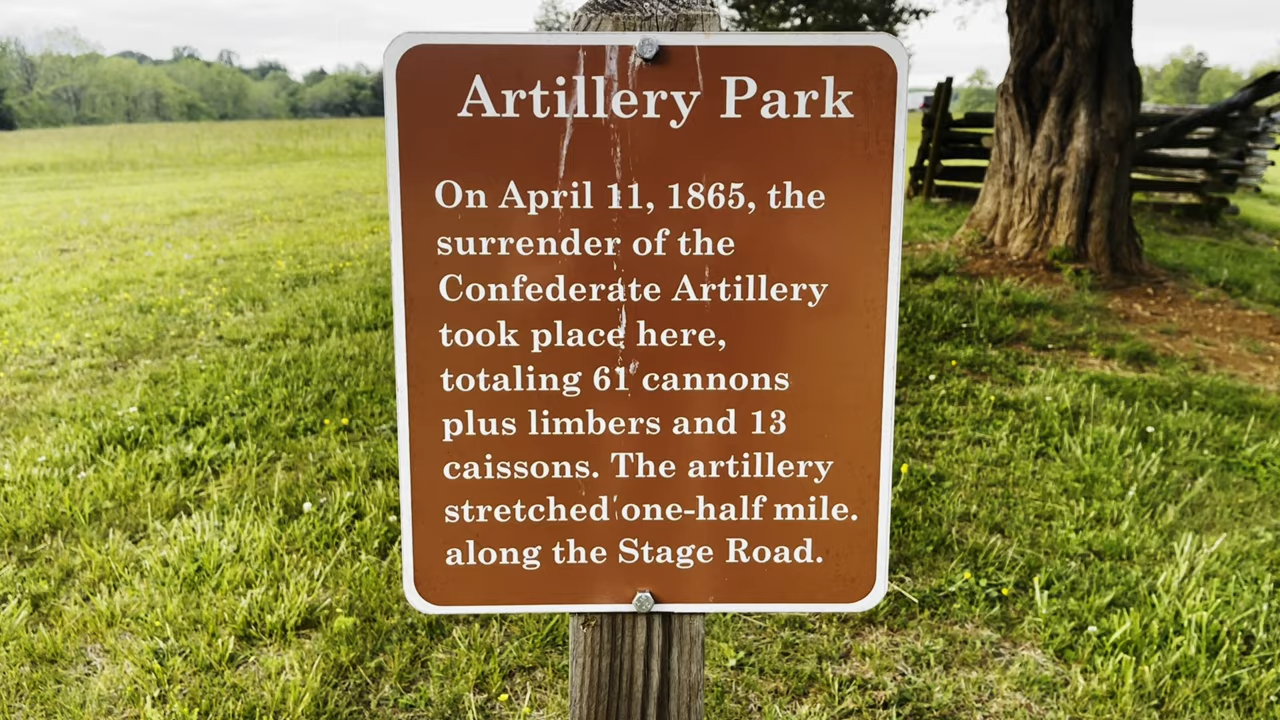 Artillery Park
On April 11, 1865, the
surrender of the
Confederate Artillery
took place here,
totaling 61 cannons
plus limbers and 13
caissons. The artillery
stretched one-half mile.
along the Stage Road.